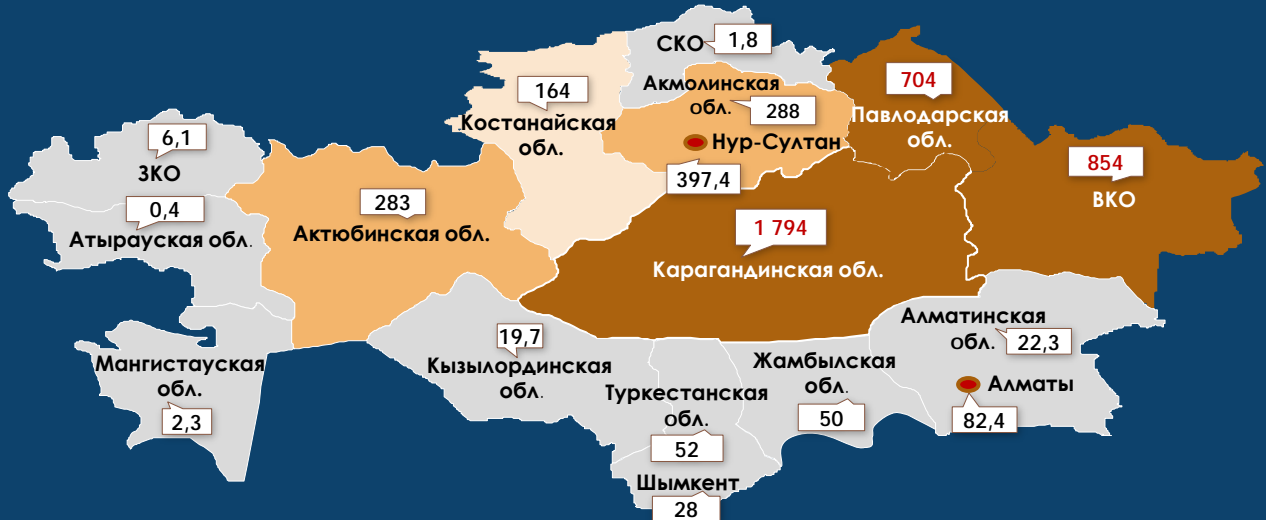 СКО
1,8
164
Костанайская
обл.
Акмолинская
обл.
288
Нур-Султан
397,4
704
Павлодарская
обл.
854
ВКО
6,1
ЗКО
0,4
Атырауская обл.
283
Актюбинская обл.
1 794
Карагандинская обл.
Мангистауская
обл.
2,3
19,7
Кызылординская
обл.
Туркестанская
обл.
52
Шымкент
28
Жамбылская
обл.
50
Алматинская
обл.
22,3
Алматы
82,4